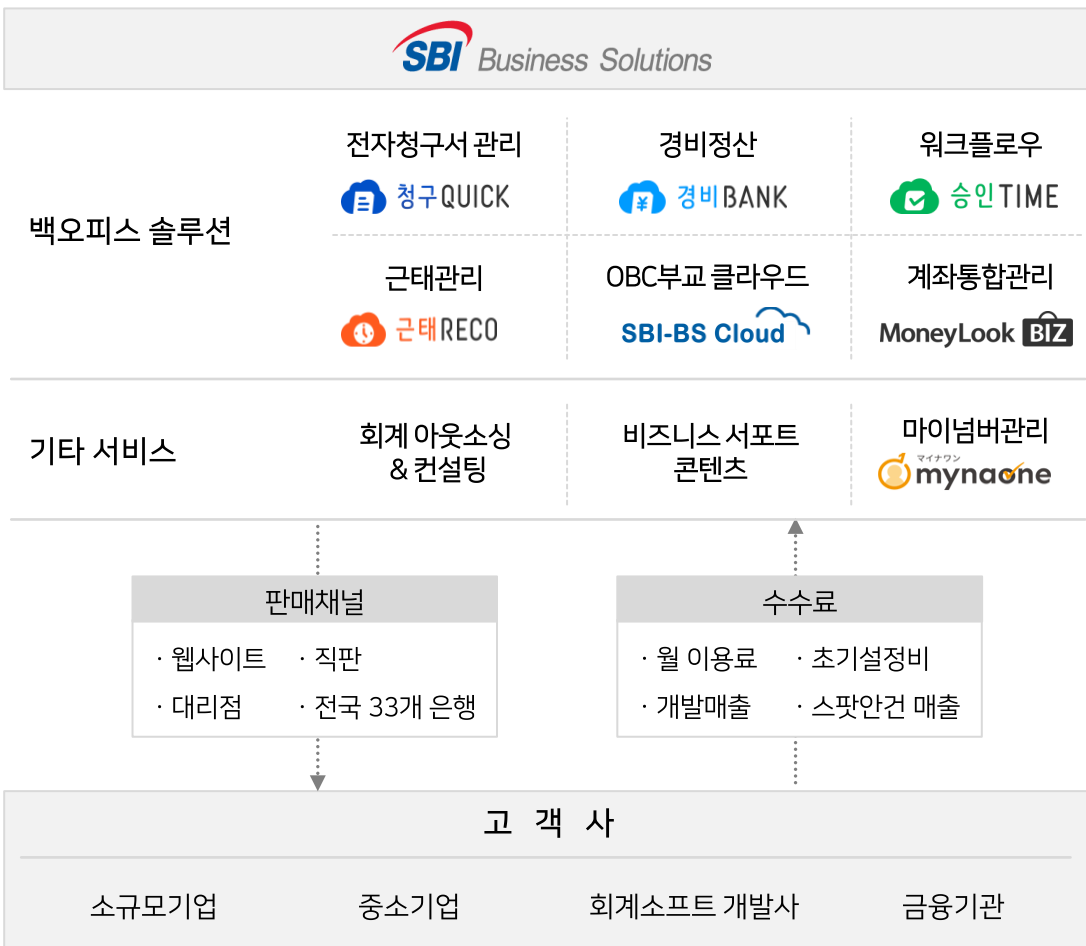 SBI Business Solutions
백오피스 솔루션
전자청구서 관리
청구QUICK
경비정산
경비BANK
워크플로우
승인TIME
근태관리
근태RECO
OBC부교 클라우드
SBI-BS Cloud
계좌통합관리
MoneyLook BIZ
기타 서비스
회계 아웃소싱
& 컨설팅
비즈니스 서포트
콘텐츠
마이넘버관리
マイナワン
mynaone
판매채널
· 웹사이트 · 직판
· 대리점 · 전국 33개 은행
수수료
· 월 이용료 · 초기설정비
· 개발매출 · 스팟안건 매출
고 객 사
소규모기업 중소기업 회계소프트 개발사 금융기관